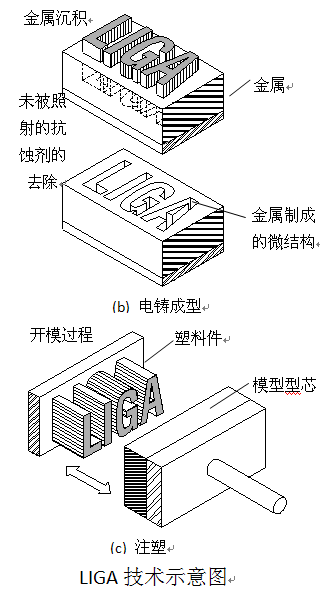 金属沉积
LIGA
金属
未被照
射的抗
蚀剂的
去除
LIGA
金属制成
的微结构
(b) 电铸成型
开模过程
塑料件
LIGA
模型型芯
(c) 注塑
LIGA 技术示意图